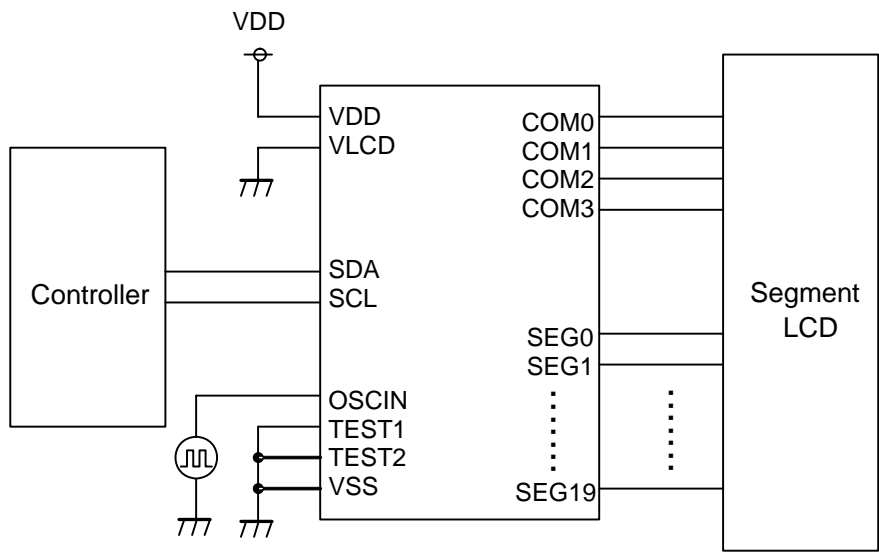 VDD
VDD
VLCD
COM0
COM1
COM2
COM3
Controller
SDA
SCL
Segment
LCD
SEG0
SEG1
OSCIN
TEST1
TEST2
VSS
SEG19